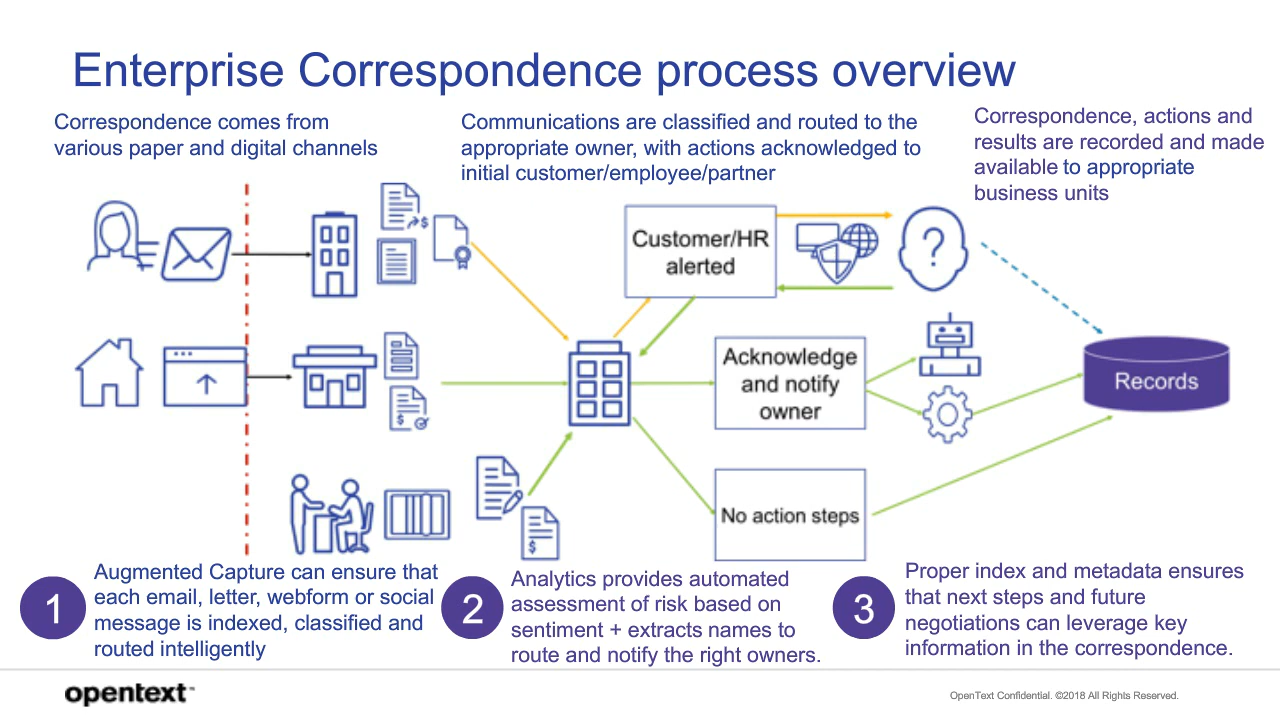 Enterprise Correspondence process overview
Correspondence comes from
various paper and digital channels
Communications are classified and routed to the
appropriate owner, with actions acknowledged to
initial customer/employee/partner
Correspondence, actions and
results are recorded and made
available to appropriate
business units
$
Customer/HR
alerted
?
Acknowledge
and notify
owner
Records
$
No action steps
$
1
Augmented Capture can ensure that
each email, letter, webform or social
message is indexed, classified and
routed intelligently
2
Analytics provides automated
assessment of risk based on
sentiment + extracts names to
route and notify the right owners.
3
Proper index and metadata ensures
that next steps and future
negotiations can leverage key
information in the correspondence.
opentext™
OpenText Confidential. ©2018 All Rights Reserved.